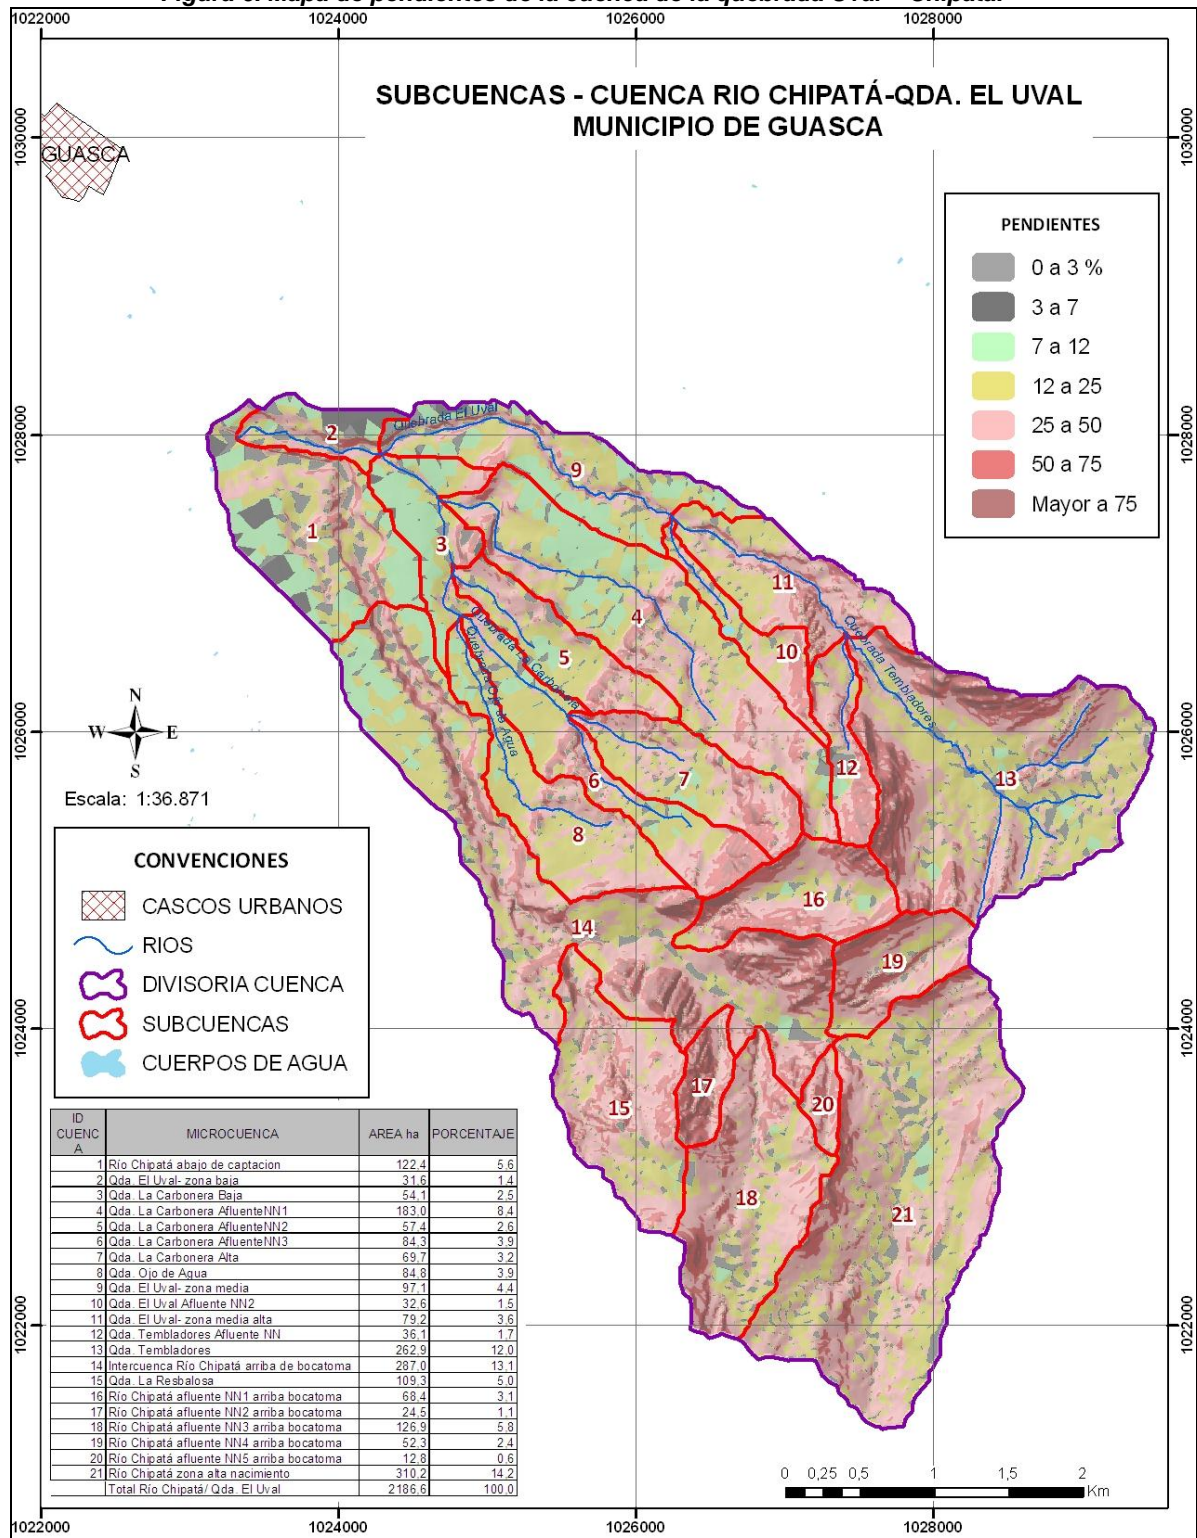 Figura 6. Mapa de pendientes de la cuenca de la quebrada Uval - Chipatá.
1022000 1024000 1026000 1028000
SUBCUENCAS - CUENCA RIO CHIPATÁ-QDA. EL UVAL
MUNICIPIO DE GUASCA
1030000 1030000
GUASCA
PENDIENTES
0 a 3 %
3 a 7
7 a 12
12 a 25
25 a 50
50 a 75
Mayor a 75
1028000 1028000
Quebrada El Uval
2
9
1
3
11
4
10
5
Quebrada La Carbonera
Quebrada Ojo de Agua
Quebrada Tembladores
1026000 1026000
N
W E
S
Escala: 1:36.871
12
13
6
7
8
16
14
19
1024000 1024000
17
15
20
18
21
1022000 1022000
CONVENCIONES
CASCOS URBANOS
RIOS
DIVISORIA CUENCA
SUBCUENCAS
CUERPOS DE AGUA
ID CUENCA MICROCUENCA AREA ha PORCENTAJE
1 Río Chipatá abajo de captacion 122,4 5,6
2 Qda. El Uval- zona baja 31,6 1,4
3 Qda. La Carbonera Baja 54,1 2,5
4 Qda. La Carbonera AfluenteNN1 183,0 8,4
5 Qda. La Carbonera AfluenteNN2 57,4 2,6
6 Qda. La Carbonera AfluenteNN3 84,3 3,9
7 Qda. La Carbonera Alta 69,7 3,2
8 Qda. Ojo de Agua 84,8 3,9
9 Qda. El Uval- zona media 97,1 4,4
10 Qda. El Uval Afluente NN2 32,6 1,5
11 Qda. El Uval- zona media alta 79,2 3,6
12 Qda. Tembladores Afluente NN 36,1 1,7
13 Qda. Tembladores 262,9 12,0
14 Intercuenca Río Chipatá arriba de bocatoma 287,0 13,1
15 Qda. La Resbalosa 109,3 5,0
16 Río Chipatá afluente NN1 arriba bocatoma 68,4 3,1
17 Río Chipatá afluente NN2 arriba bocatoma 24,5 1,1
18 Río Chipatá afluente NN3 arriba bocatoma 126,9 5,8
19 Río Chipatá afluente NN4 arriba bocatoma 52,3 2,4
20 Río Chipatá afluente NN5 arriba bocatoma 12,8 0,6
21 Río Chipatá zona alta nacimiento 310,2 14,2
Total Río Chipatá/ Qda. El Uval 2186,6 100,0
0 0,25 0,5 1 1,5 2
Km
1022000 1024000 1026000 1028000